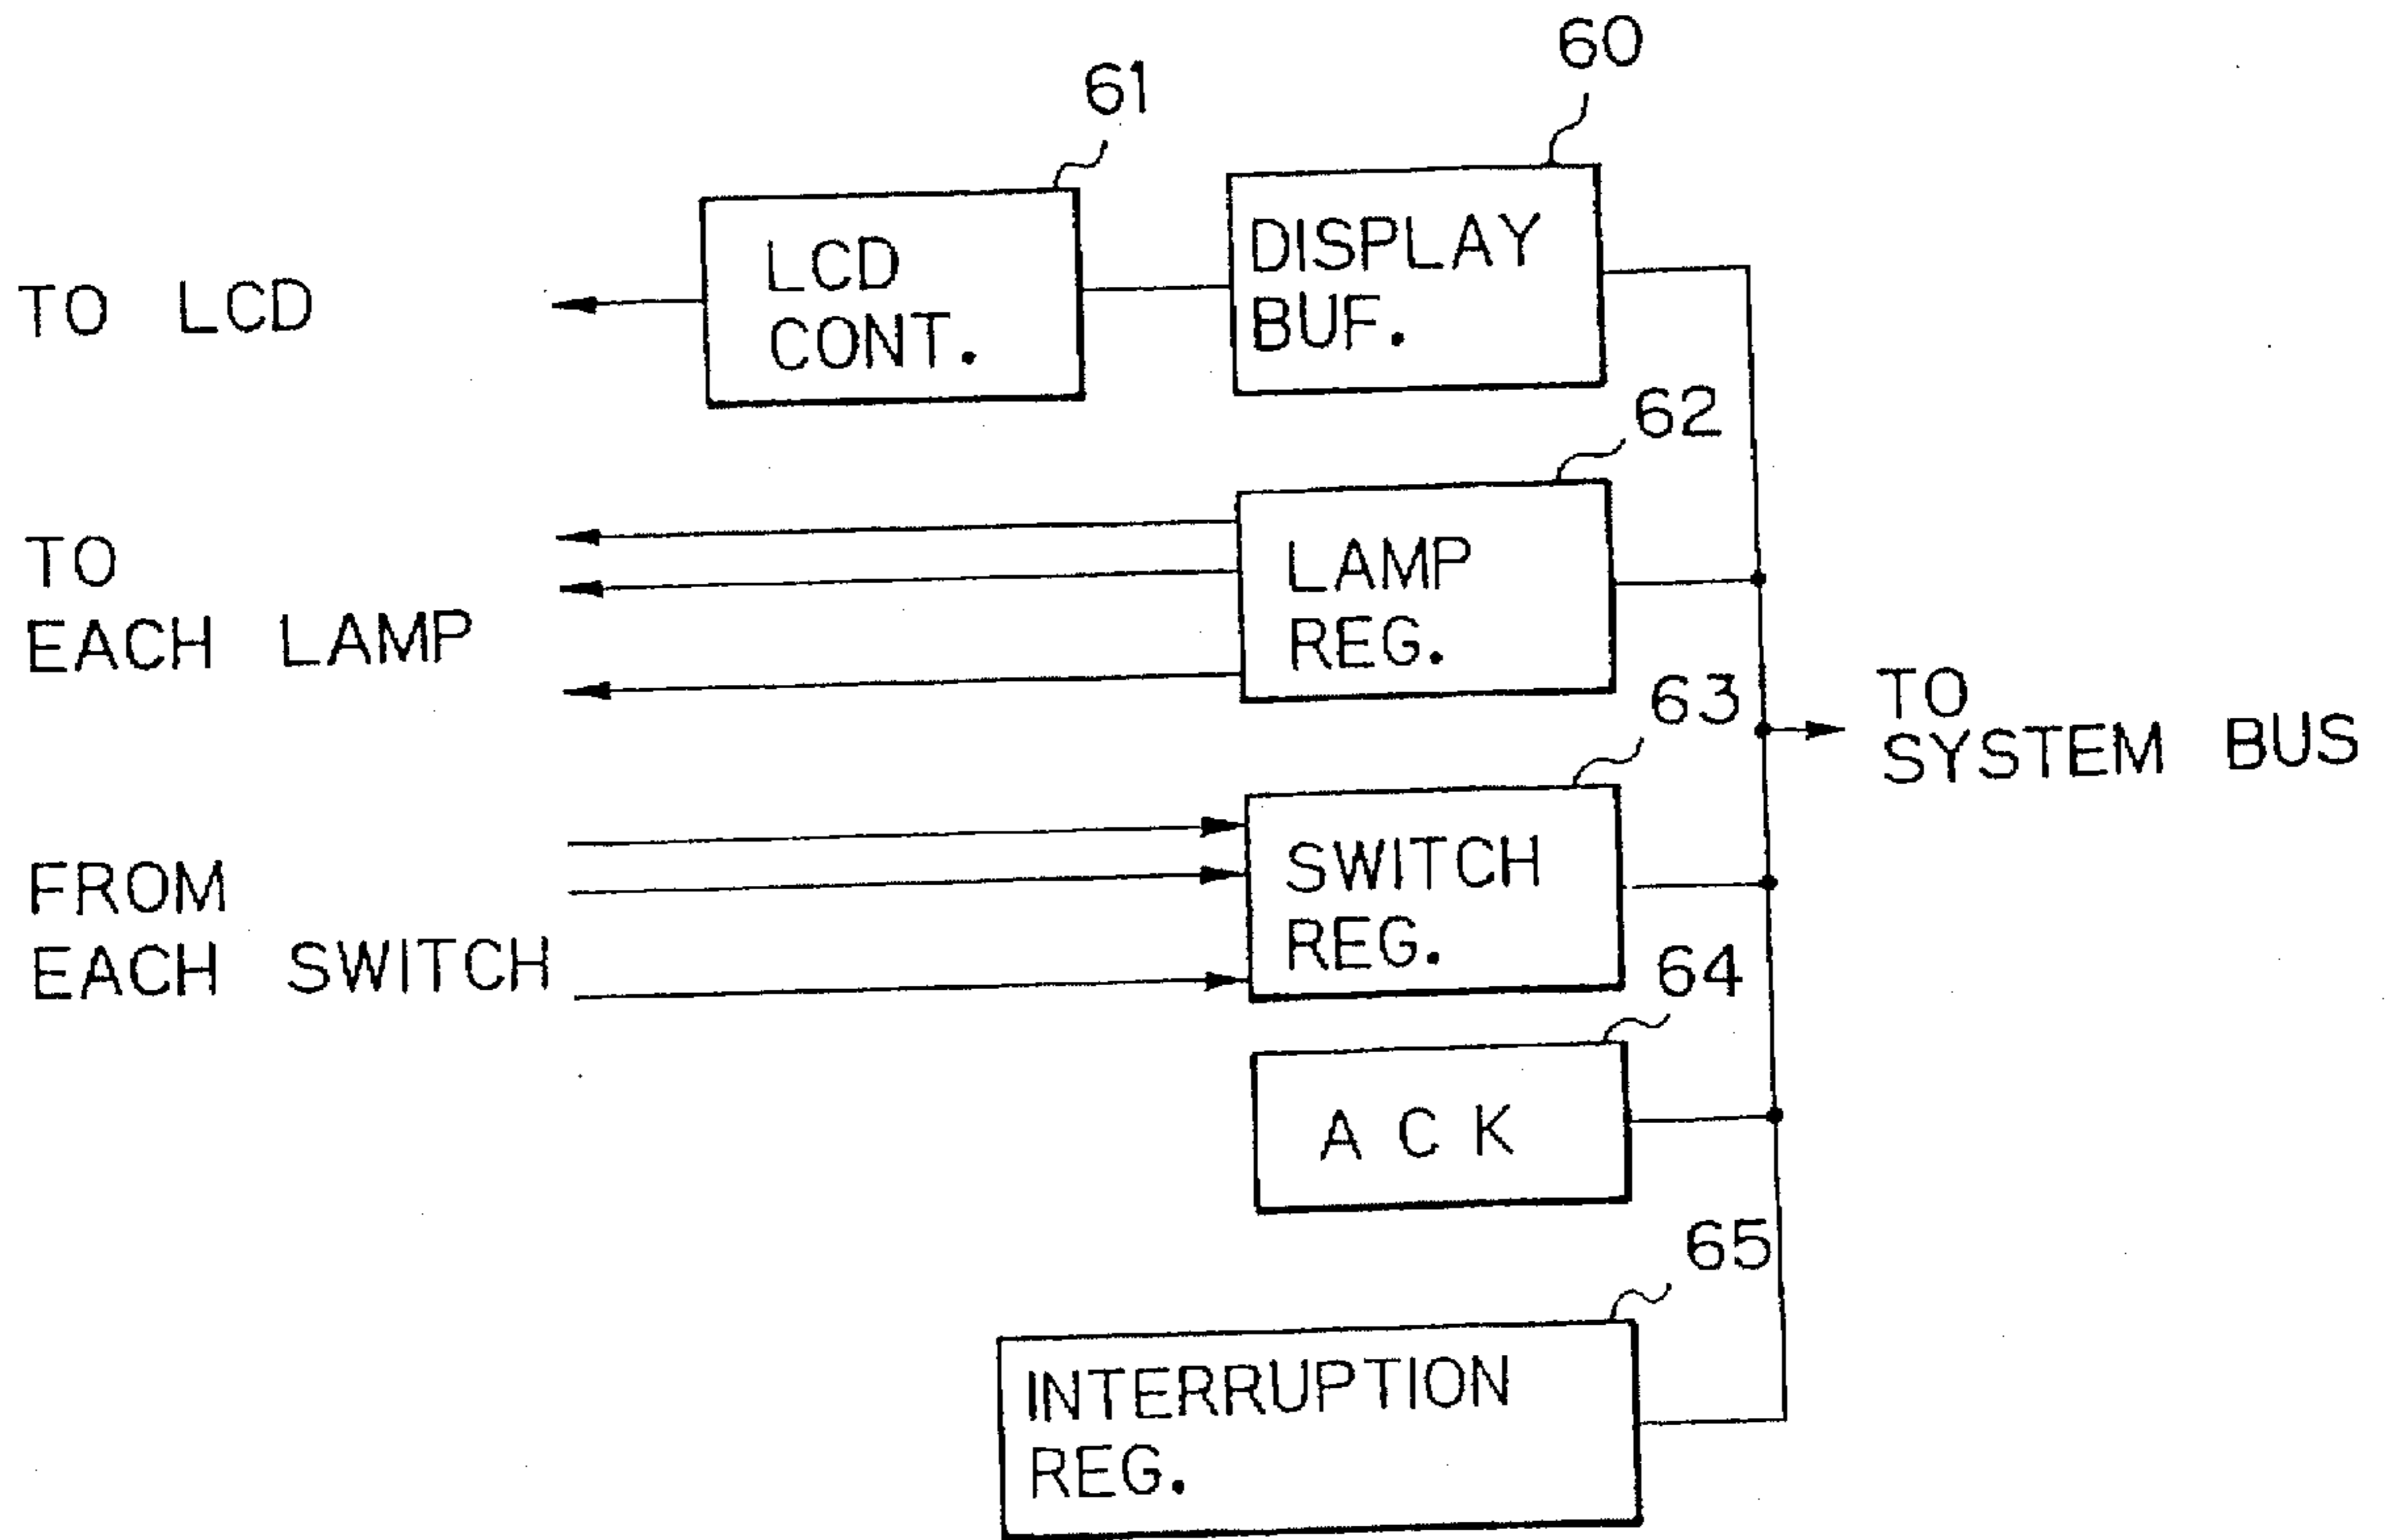 60
61
TO LCD
LCD
CONT.
DISPLAY
BUF.
62
TO
EACH LAMP
LAMP
REG.
63
TO
SYSTEM BUS
FROM
EACH SWITCH
SWITCH
REG.
64
A C K
65
INTERRUPTION
REG.